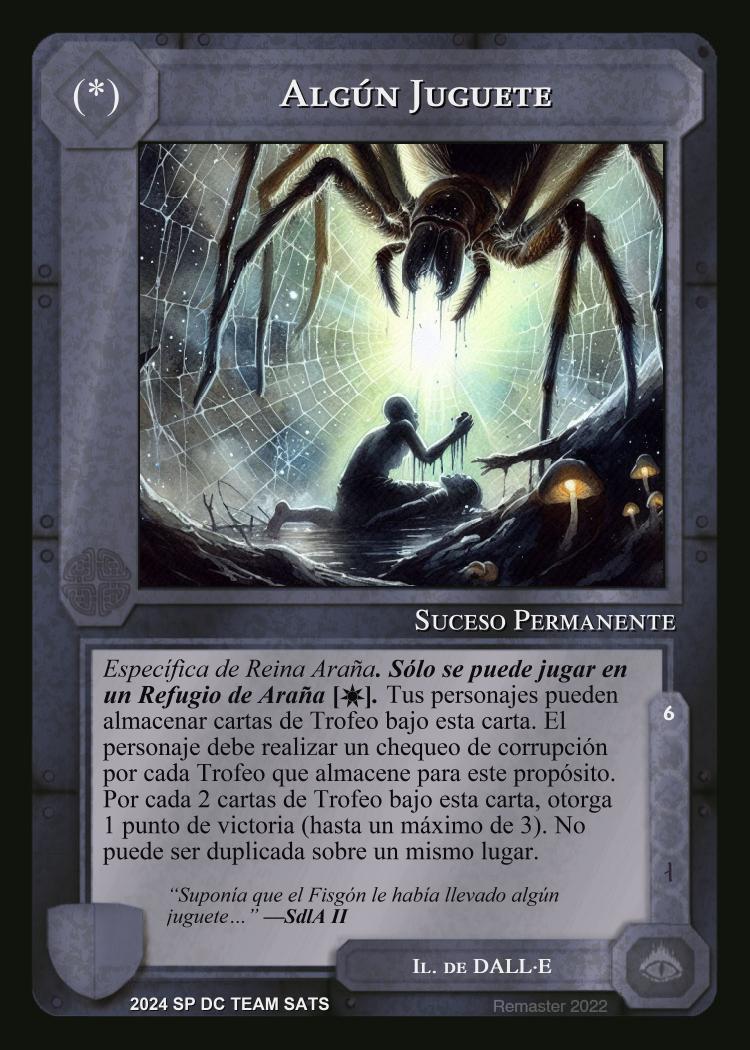 (*)
Algún Juguete
Suceso Permanente
Específica de Reina Araña. Sólo se puede jugar en
un Refugio de Araña [✷]. Tus personajes pueden
almacenar cartas de Trofeo bajo esta carta. El
personaje debe realizar un chequeo de corrupción
por cada Trofeo que almacene para este propósito.
Por cada 2 cartas de Trofeo bajo esta carta, otorga
1 punto de victoria (hasta un máximo de 3). No
puede ser duplicada sobre un mismo lugar.
6
“Suponía que el Fisgón le había llevado algún
juguete…” —SdlA II
Il. de DALL·E
2024 SP DC TEAM SATS
Remaster 2022